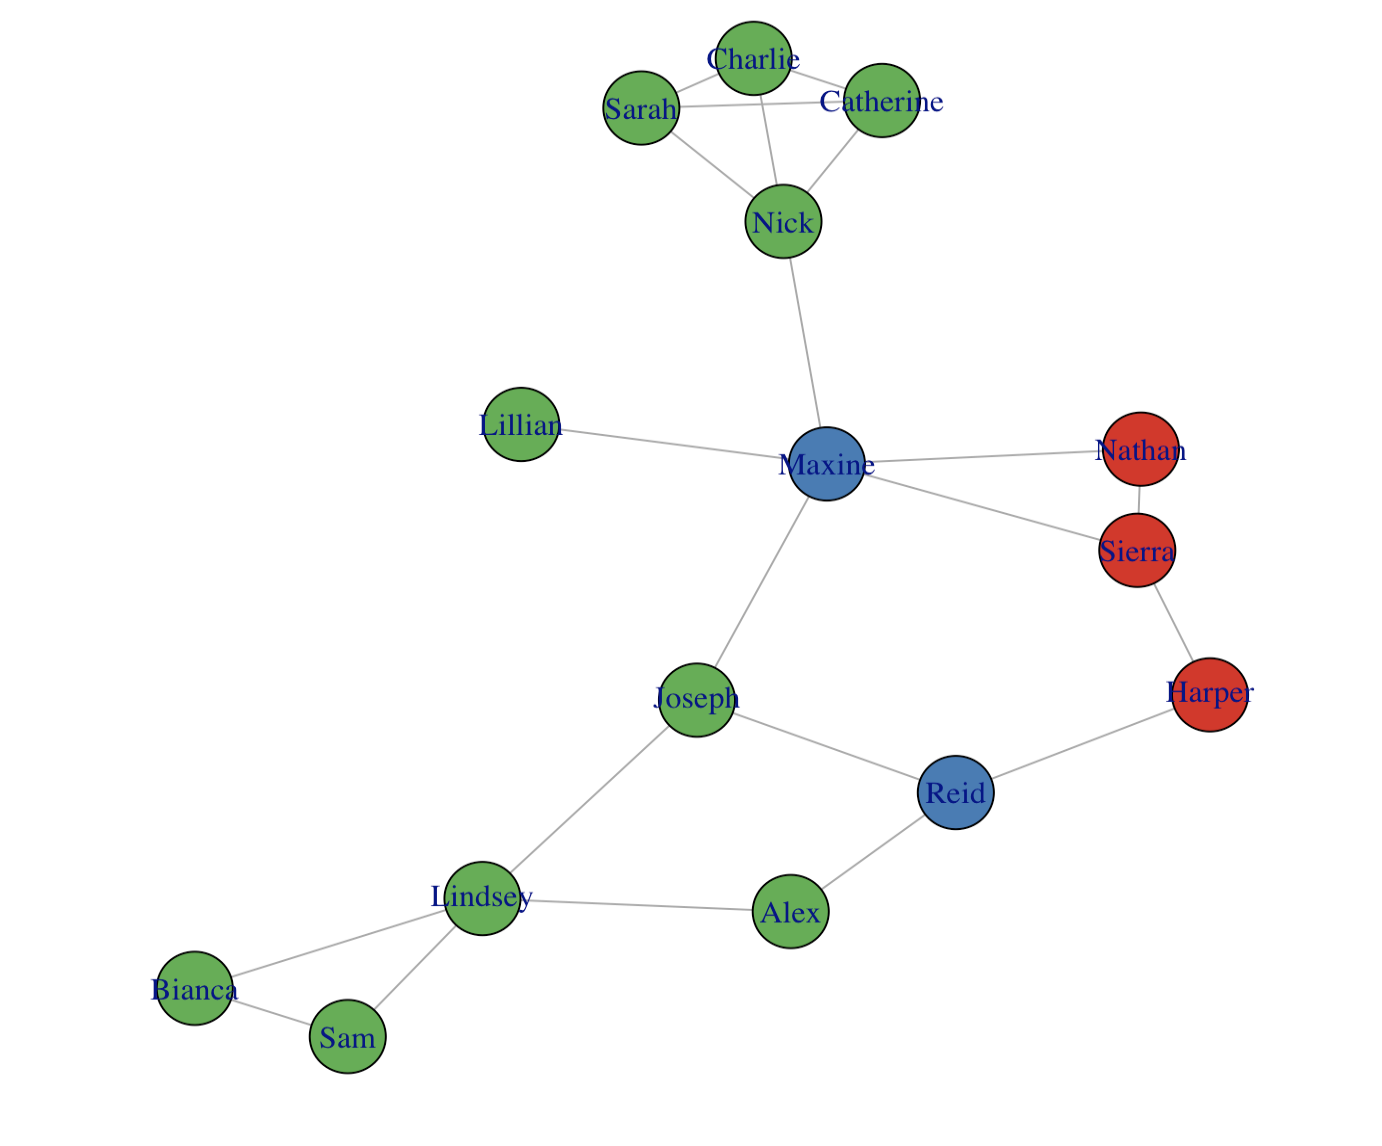 Charlie
Catherine
Sarah
Nick
Lillian
Nathan
Maxine
Sierra
Harper
Joseph
Reid
Lindsey
Alex
Bianca
Sam